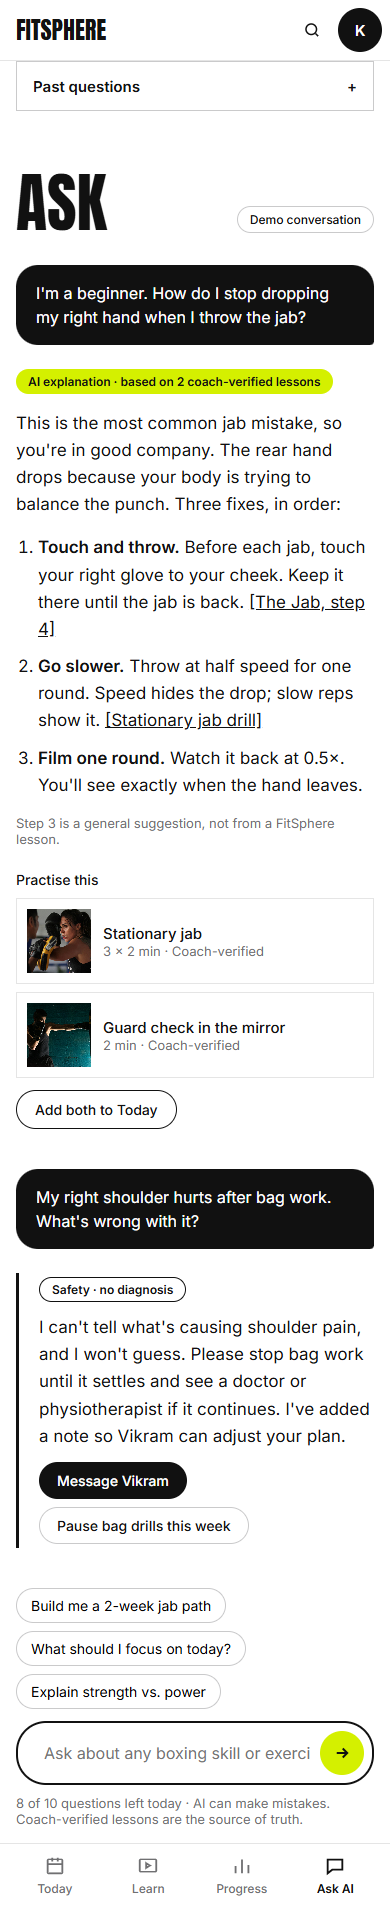 FITSPHERE
K
Past questions +
ASK
Demo conversation
I'm a beginner. How do I stop dropping
my right hand when I throw the jab?
AI explanation · based on 2 coach-verified lessons
This is the most common jab mistake, so
you're in good company. The rear hand
drops because your body is trying to
balance the punch. Three fixes, in order:
1. Touch and throw. Before each jab, touch
your right glove to your cheek. Keep it
there until the jab is back. [The Jab, step
4]
2. Go slower. Throw at half speed for one
round. Speed hides the drop; slow reps
show it. [Stationary jab drill]
3. Film one round. Watch it back at 0.5×.
You'll see exactly when the hand leaves.
Step 3 is a general suggestion, not from a FitSphere
lesson.
Practise this
Stationary jab
3 × 2 min · Coach-verified
Guard check in the mirror
2 min · Coach-verified
Add both to Today
My right shoulder hurts after bag work.
What's wrong with it?
Safety · no diagnosis
I can't tell what's causing shoulder pain,
and I won't guess. Please stop bag work
until it settles and see a doctor or
physiotherapist if it continues. I've added
a note so Vikram can adjust your plan.
Message Vikram
Pause bag drills this week
Build me a 2-week jab path
What should I focus on today?
Explain strength vs. power
Ask about any boxing skill or exerci
8 of 10 questions left today · AI can make mistakes.
Coach-verified lessons are the source of truth.
Today Learn Progress Ask AI